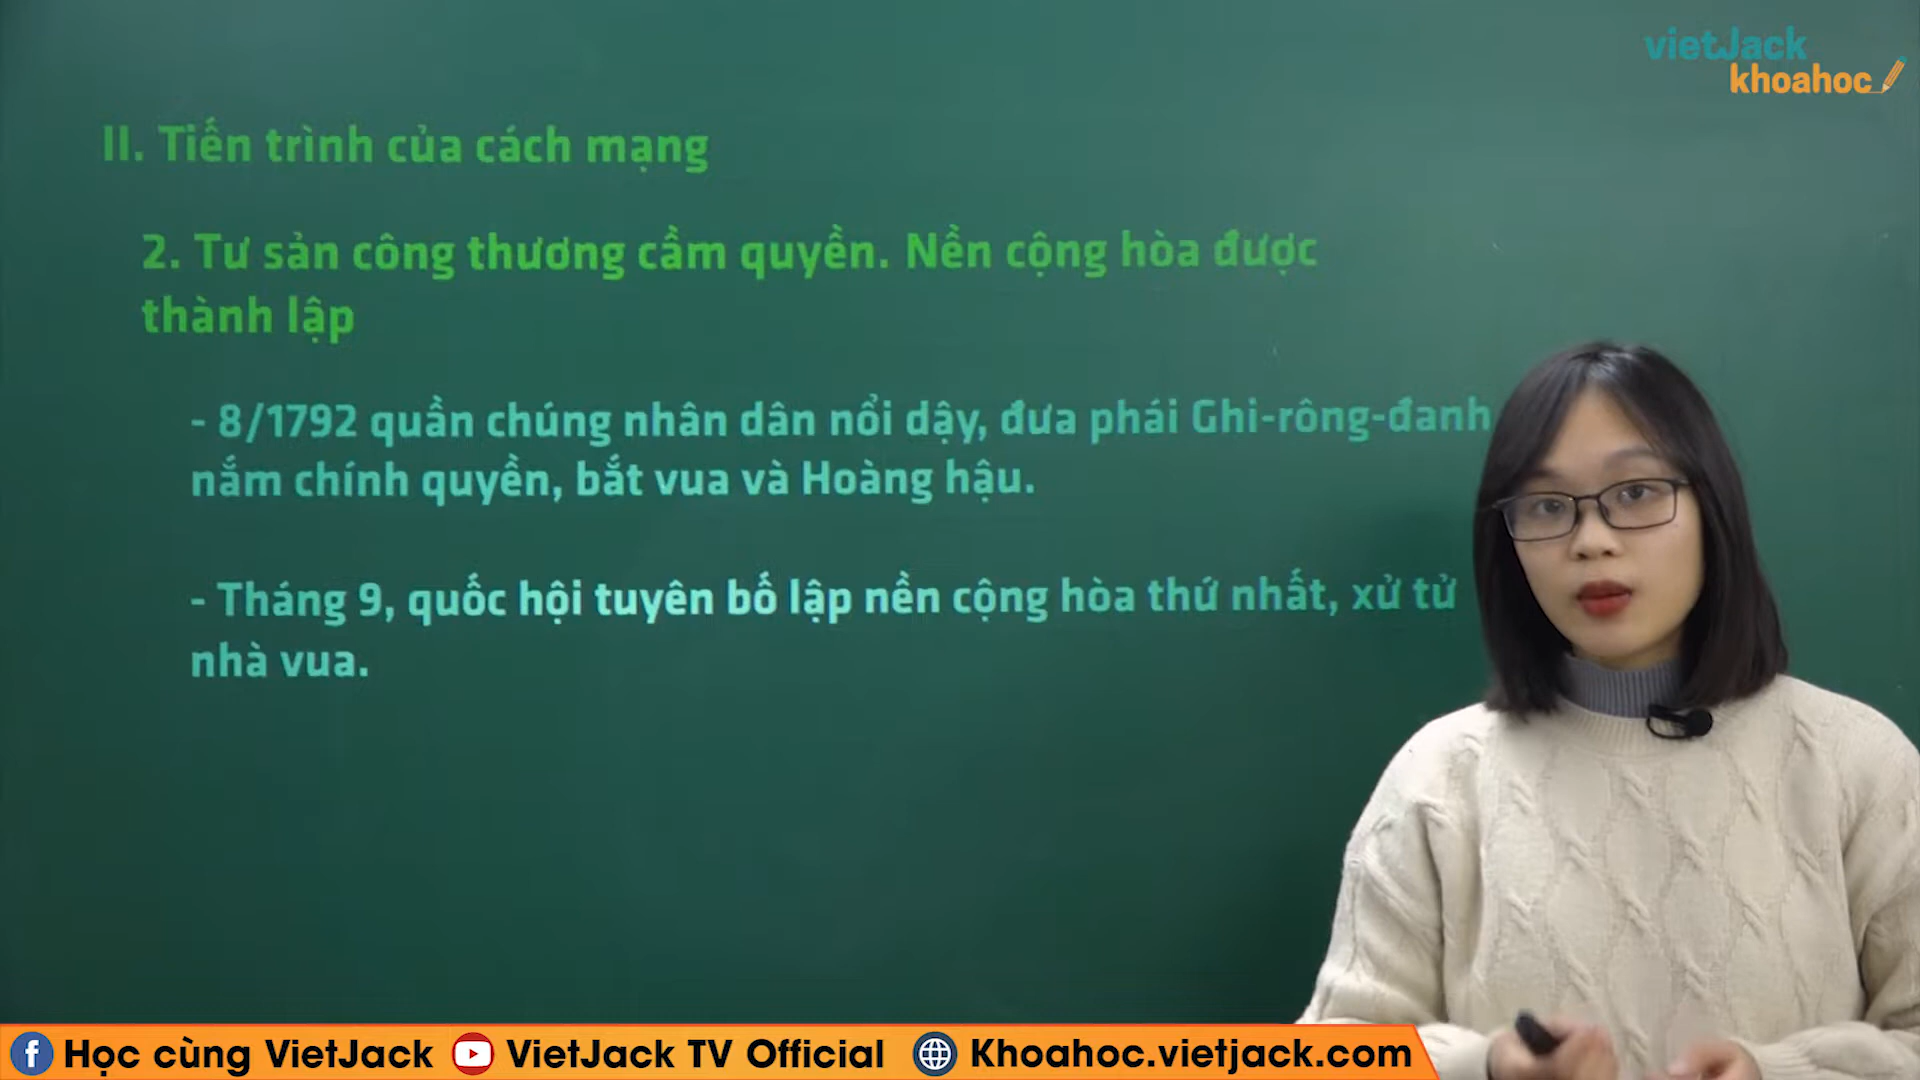 vietJack
khoahoc
II. Tiến trình của cách mạng
2. Tư sản công thương cầm quyền. Nền cộng hòa được
thành lập
- 8/1792 quần chúng nhân dân nổi dậy, đưa phái Ghi-rông-đanh
nắm chính quyền, bắt vua và Hoàng hậu.
- Tháng 9, quốc hội tuyên bố lập nền cộng hòa thứ nhất, xử tử
nhà vua.
Học cùng VietJack VietJack TV Official Khoahoc.vietjack.com